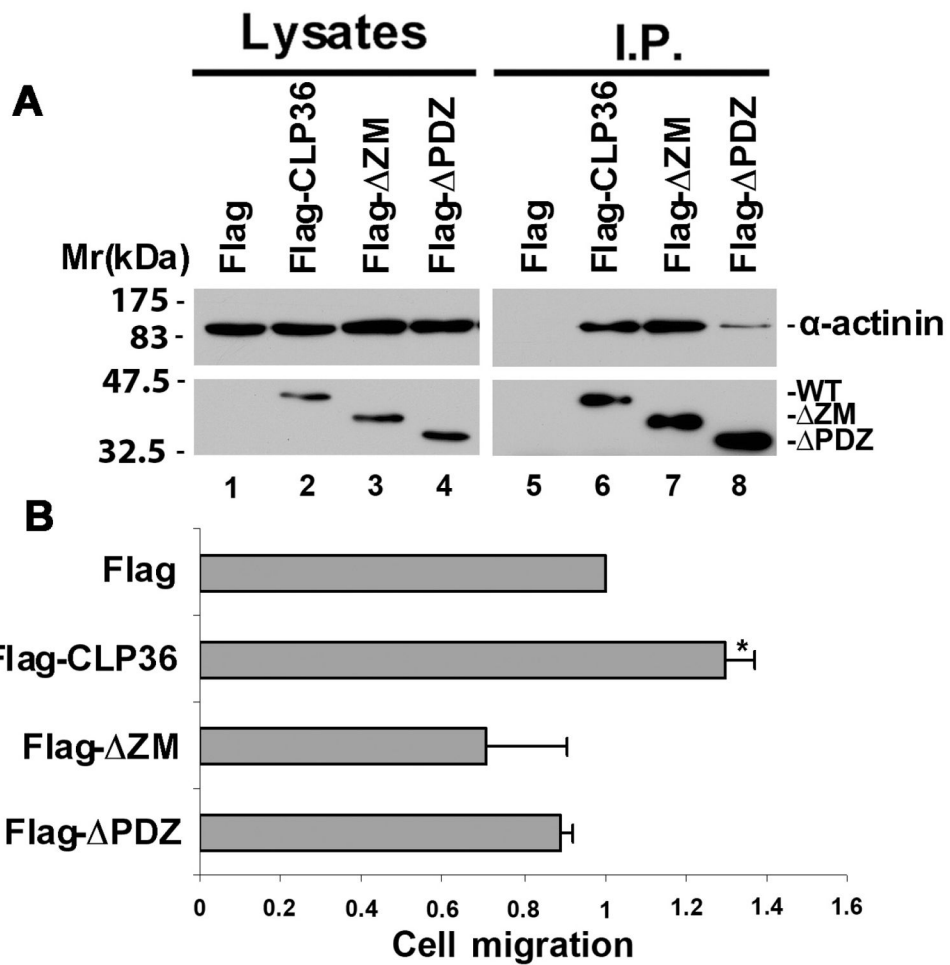 Lysates I.P.
A
Flag Flag-CLP36 Flag-ΔZM Flag-ΔPDZ Flag Flag-CLP36 Flag-ΔZM Flag-ΔPDZ
Mr(kDa)
175 -
83 -
-α-actinin
47.5 -
32.5 -
-WT
-ΔZM
-ΔPDZ
1 2 3 4 5 6 7 8
B
Flag
Flag-CLP36
*
Flag-ΔZM
Flag-ΔPDZ
0 0.2 0.4 0.6 0.8 1 1.2 1.4 1.6
Cell migration